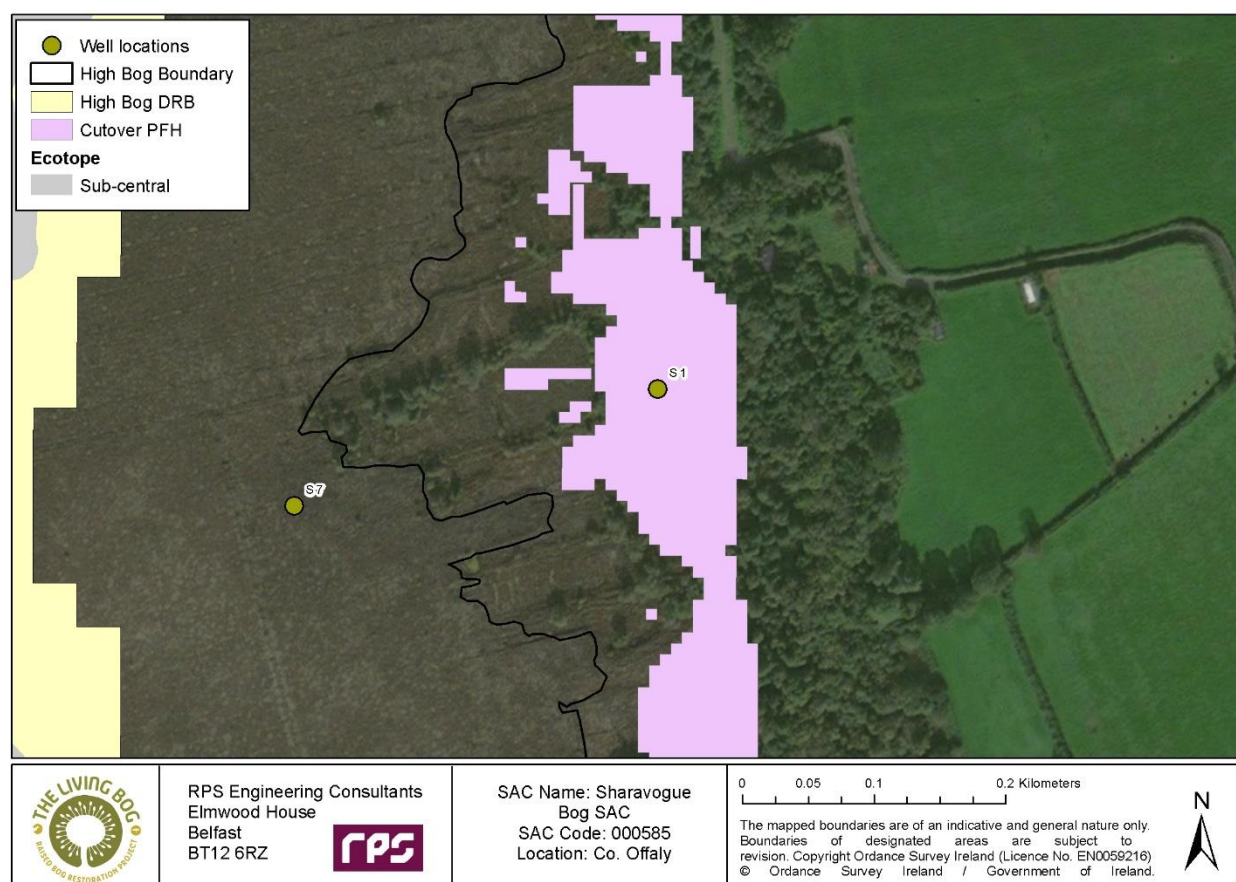 Well locations
High Bog Boundary
High Bog DRB
Cutover PFH
Ecotope
Sub-central
S1
S7
THE LIVING BOG
RAISED BOG RESTORATION PROJECT
RPS Engineering Consultants
Elmwood House
Belfast
BT12 6RZ
rps
SAC Name: Sharavogue
Bog SAC
SAC Code: 000585
Location: Co. Offaly
0 0.05 0.1 0.2 Kilometers
The mapped boundaries are of an indicative and general nature only.
Boundaries of designated areas are subject to
revision. Copyright Ordance Survey Ireland (Licence No. EN0059216)
© Ordance Survey Ireland / Government of Ireland.
N